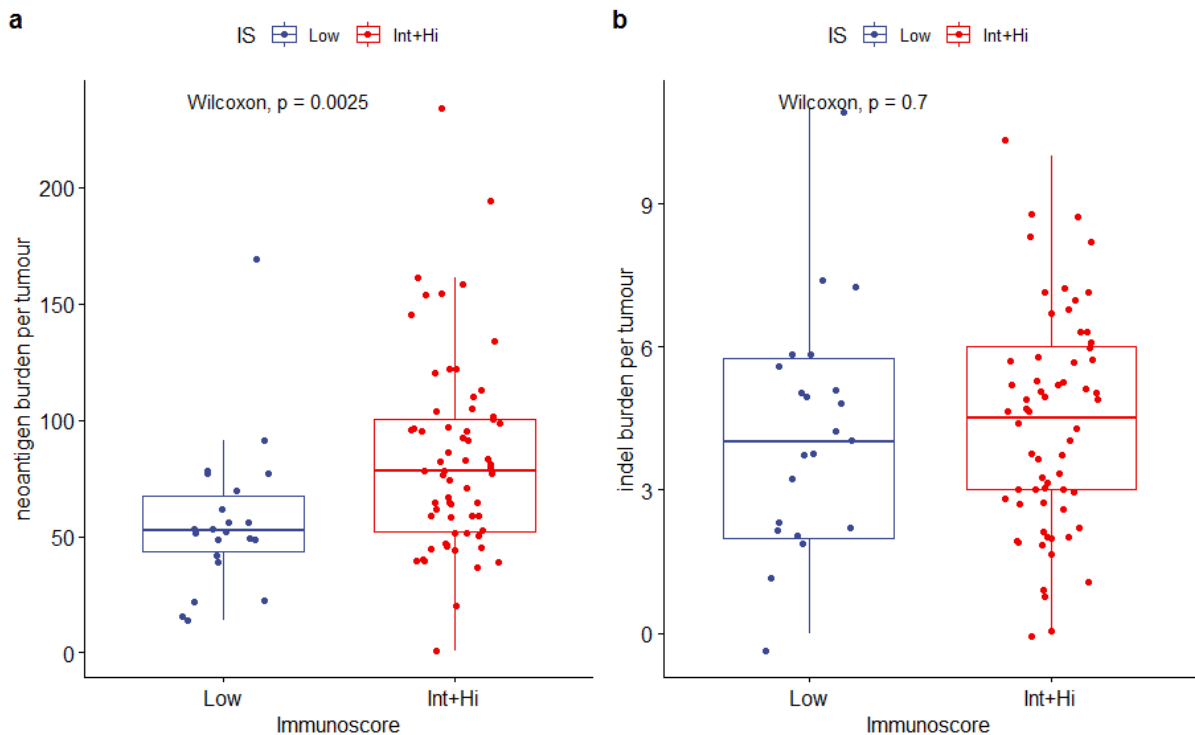 a
IS Low Int+Hi
Wilcoxon, p = 0.0025
neoantigen burden per tumour
200
150
100
50
0
Low Int+Hi
Immunoscore
b
IS Low Int+Hi
Wilcoxon, p = 0.7
indel burden per tumour
9
6
3
0
Low Int+Hi
Immunoscore